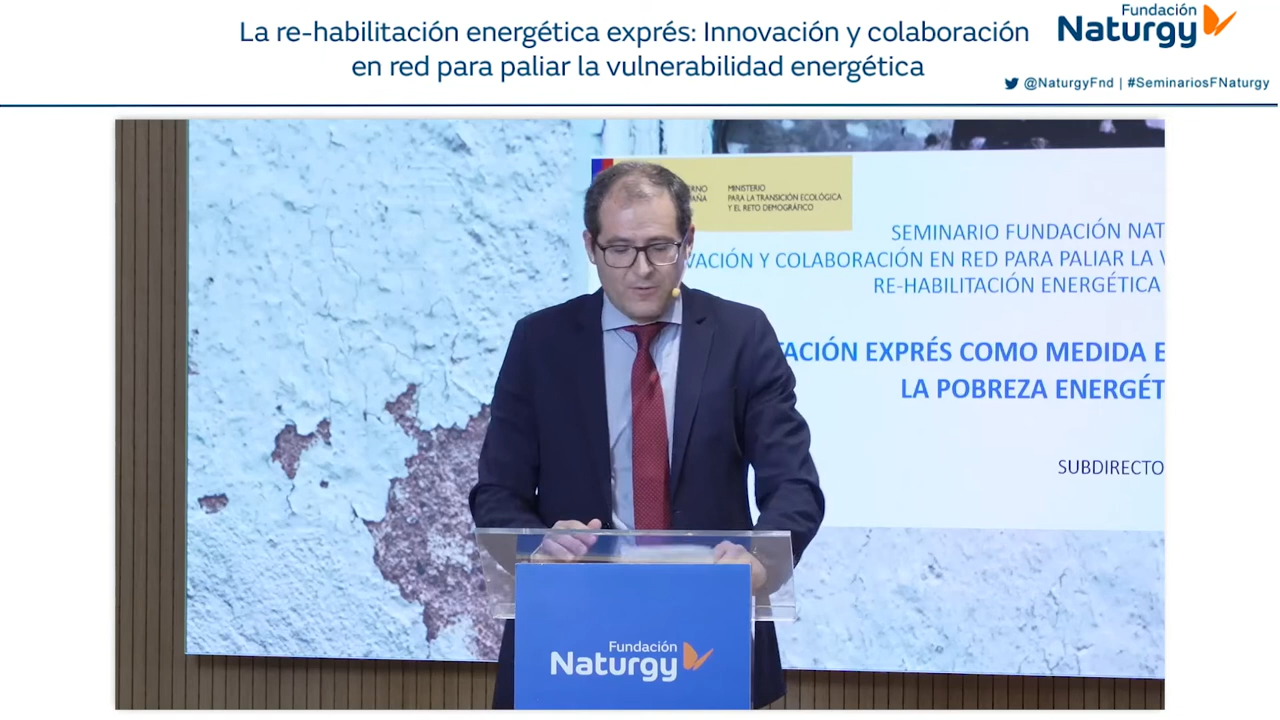 La re-habilitación energética exprés: Innovación y colaboración
en red para paliar la vulnerabilidad energética
Fundación
Naturgy
@NaturgyFnd | #SeminariosFNaturgy
MINISTERIO
PARA LA TRANSICIÓN ECOLÓGICA
Y EL RETO DEMOGRÁFICO
SEMINARIO FUNDACIÓN NAT
VACIÓN Y COLABORACIÓN EN RED PARA PALIAR LA V
RE-HABILITACIÓN ENERGÉTICA
TACIÓN EXPRÉS COMO MEDIDA E
LA POBREZA ENERGÉT
SUBDIRECTO
Fundación
Naturgy